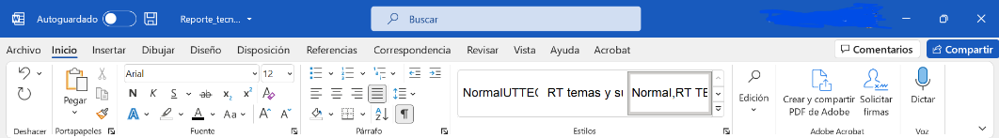 Autoguardado Reporte_tecn... Buscar
Archivo Inicio Insertar Dibujar Diseño Disposición Referencias Correspondencia Revisar Vista Ayuda Acrobat Comentarios Compartir
Arial 12
Pegar
N K S ab x₂ x² A
A A Aa A A
NormalUTTEC RT temas y su Normal,RT TE
Edición
Crear y compartir PDF de Adobe
Solicitar firmas
Dictar
Deshacer Portapapeles Fuente Párrafo Estilos Adobe Acrobat Voz